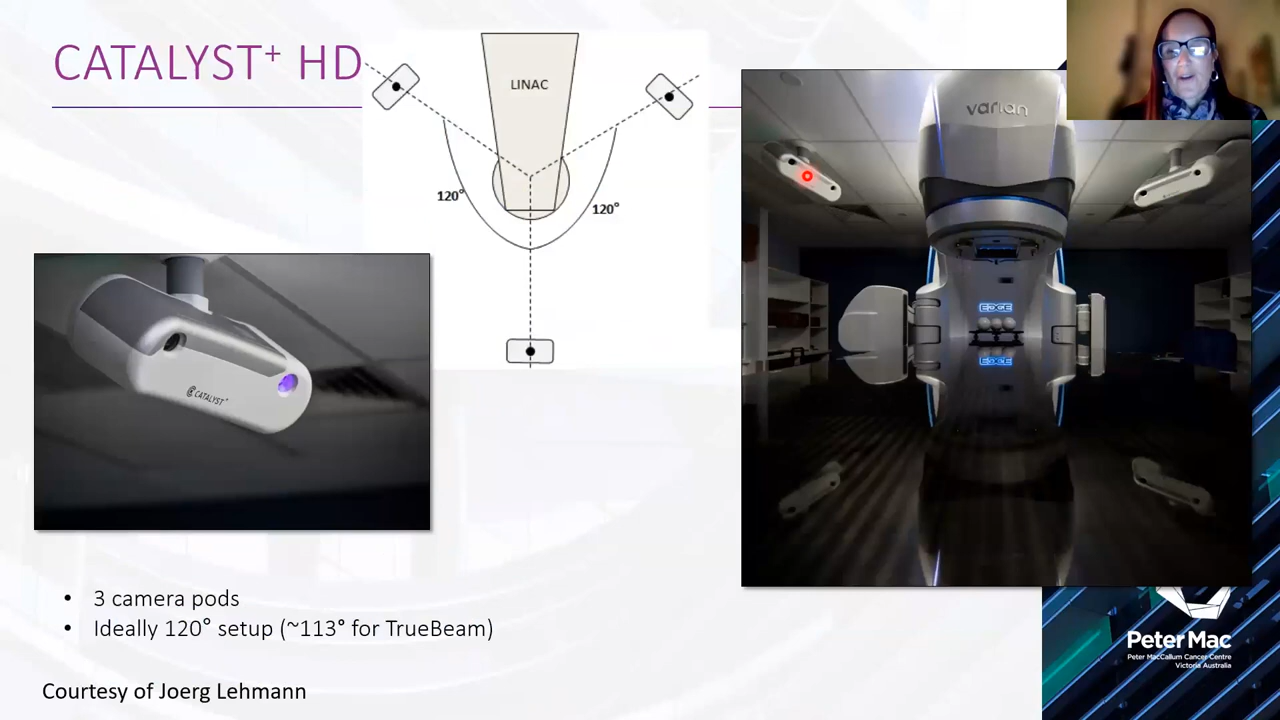 CATALYST⁺ HD
LINAC
120°
120°
varian
EDGE
EDGE
CATALYST⁺
• 3 camera pods
• Ideally 120° setup (~113° for TrueBeam)
Courtesy of Joerg Lehmann
Peter Mac
Peter MacCallum Cancer Centre
Victoria Australia